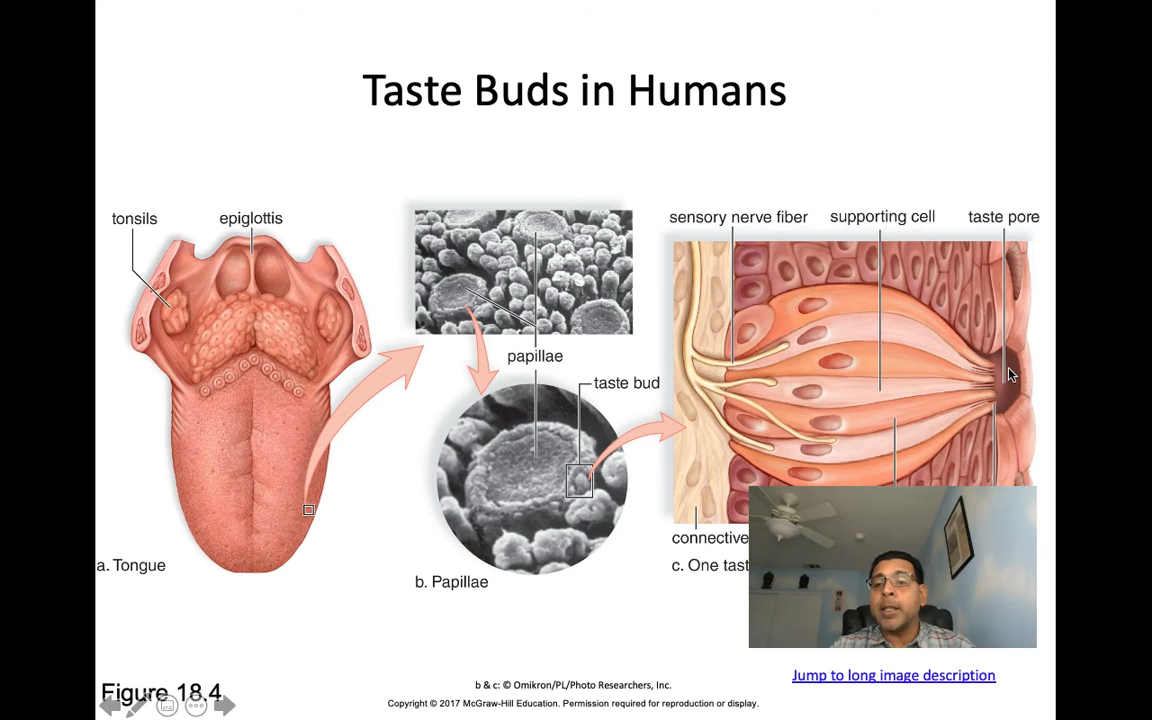 Taste Buds in Humans
tonsils
epiglottis
sensory nerve fiber
supporting cell
taste pore
papillae
taste bud
connective
a. Tongue
b. Papillae
c. One tast
Figure 18.4
b & c: © Omikron/PL/Photo Researchers, Inc.
Copyright © 2017 McGraw-Hill Education. Permission required for reproduction or display.
Jump to long image description